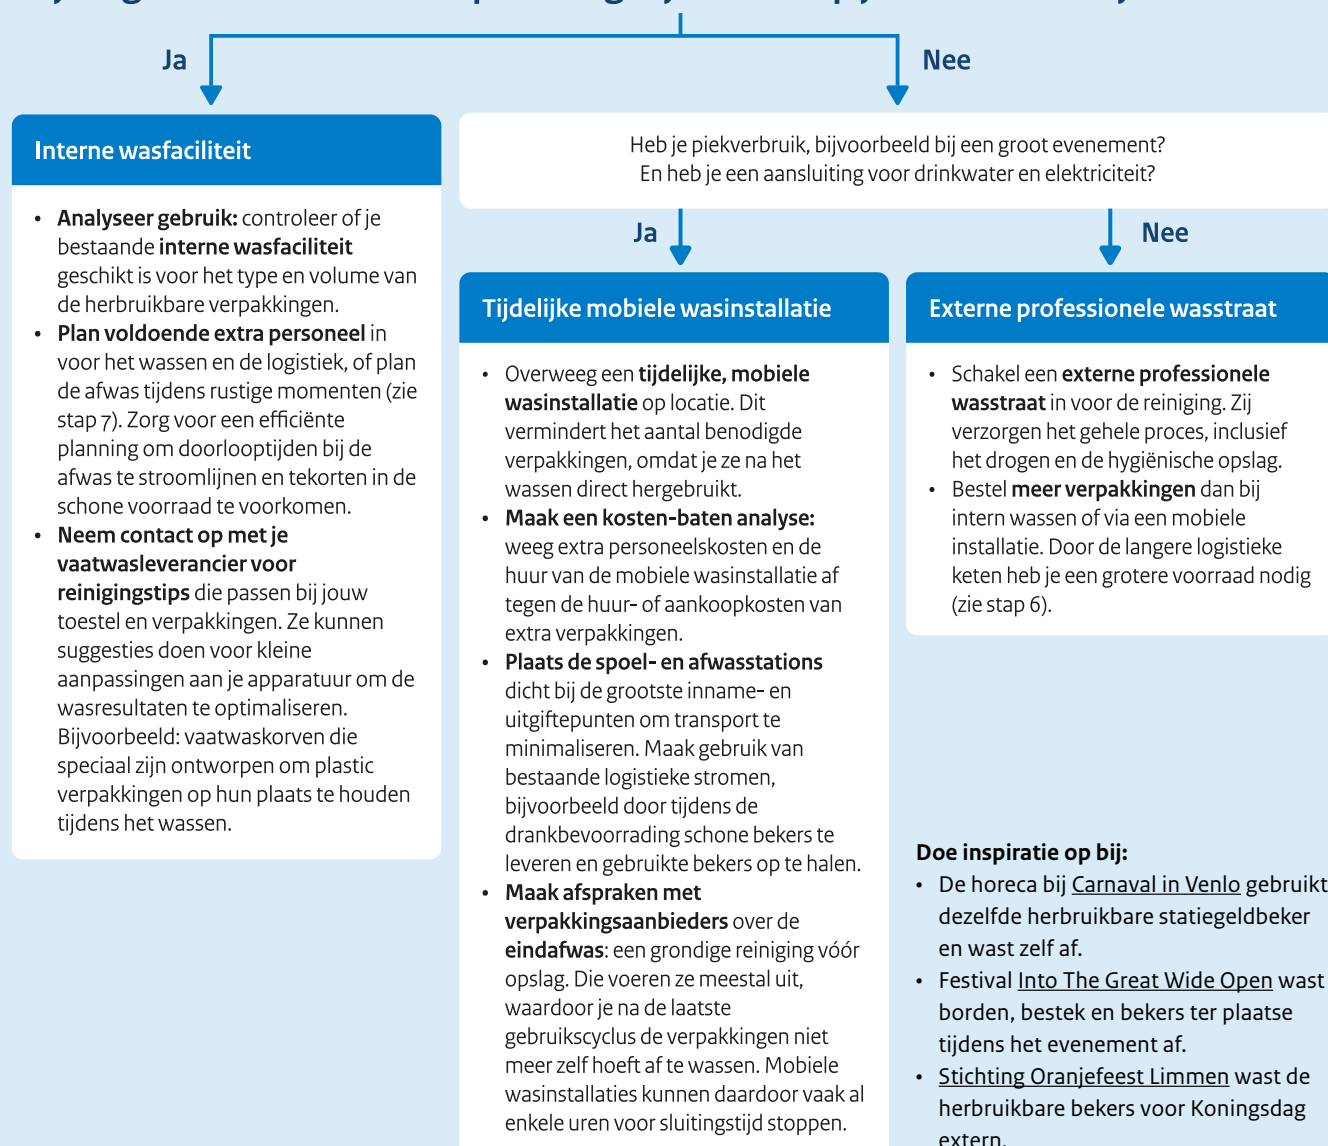 Ja
Nee
Interne wasfaciliteit
• Analyseer gebruik: controleer of je
bestaande interne wasfaciliteit
geschikt is voor het type en volume van
de herbruikbare verpakkingen.
• Plan voldoende extra personeel in
voor het wassen en de logistiek, of plan
de afwas tijdens rustige momenten (zie
stap 7). Zorg voor een efficiënte
planning om doorlooptijden bij de
afwas te stroomlijnen en tekorten in de
schone voorraad te voorkomen.
• Neem contact op met je
vaatwasleverancier voor
reinigingstips die passen bij jouw
toestel en verpakkingen. Ze kunnen
suggesties doen voor kleine
aanpassingen aan je apparatuur om de
wasresultaten te optimaliseren.
Bijvoorbeeld: vaatwaskorven die
speciaal zijn ontworpen om plastic
verpakkingen op hun plaats te houden
tijdens het wassen.
Heb je piekverbruik, bijvoorbeeld bij een groot evenement?
En heb je een aansluiting voor drinkwater en elektriciteit?
Ja
Nee
Tijdelijke mobiele wasinstallatie
• Overweeg een tijdelijke, mobiele
wasinstallatie op locatie. Dit
vermindert het aantal benodigde
verpakkingen, omdat je ze na het
wassen direct hergebruikt.
• Maak een kosten-baten analyse:
weeg extra personeelskosten en de
huur van de mobiele wasinstallatie af
tegen de huur- of aankoopkosten van
extra verpakkingen.
• Plaats de spoel- en afwasstations
dicht bij de grootste inname- en
uitgiftepunten om transport te
minimaliseren. Maak gebruik van
bestaande logistieke stromen,
bijvoorbeeld door tijdens de
drankbevoorrading schone bekers te
leveren en gebruikte bekers op te halen.
• Maak afspraken met
verpakkingsaanbieders over de
eindafwas: een grondige reiniging vóór
opslag. Die voeren ze meestal uit,
waardoor je na de laatste
gebruikscyclus de verpakkingen niet
meer zelf hoeft af te wassen. Mobiele
wasinstallaties kunnen daardoor vaak al
enkele uren voor sluitingstijd stoppen.
Externe professionele wasstraat
• Schakel een externe professionele
wasstraat in voor de reiniging. Zij
verzorgen het gehele proces, inclusief
het drogen en de hygiënische opslag.
• Bestel meer verpakkingen dan bij
intern wassen of via een mobiele
installatie. Door de langere logistieke
keten heb je een grotere voorraad nodig
(zie stap 6).
Doe inspiratie op bij:
• De horeca bij Carnaval in Venlo gebruikt
dezelfde herbruikbare statiegeldbeker
en wast zelf af.
• Festival Into The Great Wide Open wast
borden, bestek en bekers ter plaatse
tijdens het evenement af.
• Stichting Oranjefeest Limmen wast de
herbruikbare bekers voor Koningsdag
extern.